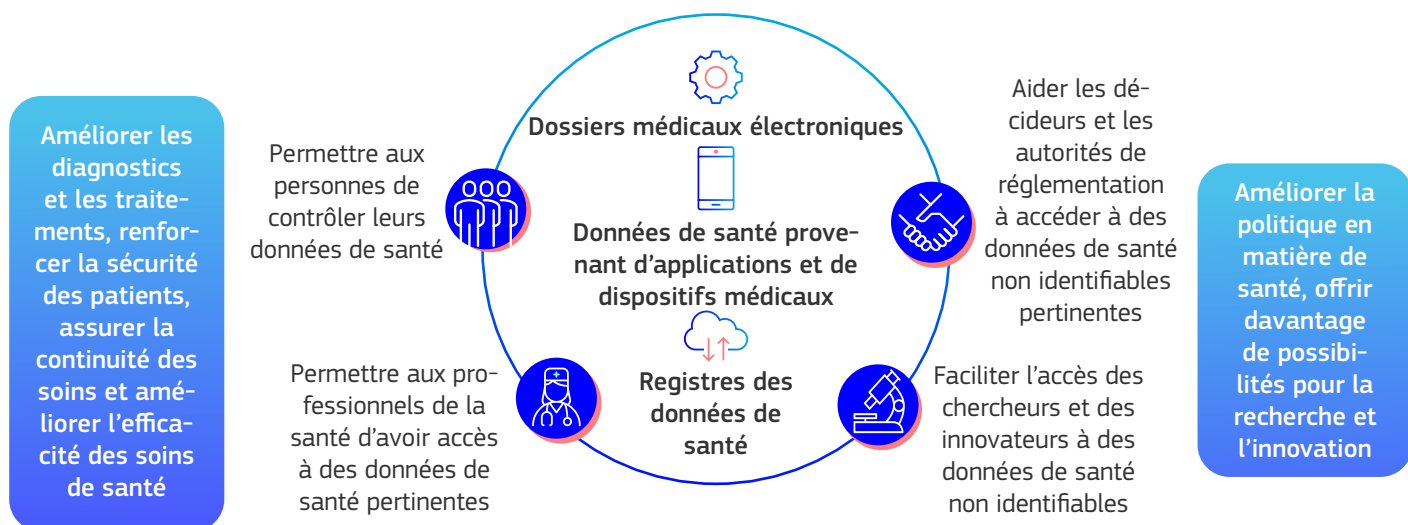 Améliorer les
diagnostics
et les traite-
ments, renfor-
cer la sécurité
des patients,
assurer la
continuité des
soins et amé-
liorer l'effica-
cité des soins
de santé
Permettre aux
personnes de
contrôler leurs
données de santé
Permettre aux pro-
fessionnels de la
santé d'avoir accès
à des données de
santé pertinentes
Dossiers médicaux électroniques
Données de santé prove-
nant d'applications et de
dispositifs médicaux
Registres des
données de
santé
Aider les dé-
cideurs et les
autorités de
réglementation
à accéder à des
données de santé
non identifiables
pertinentes
Faciliter l'accès des
chercheurs et des
innovateurs à des
données de santé
non identifiables
Améliorer la
politique en
matière de
santé, offrir
davantage
de possibi-
lités pour la
recherche et
l'innovation